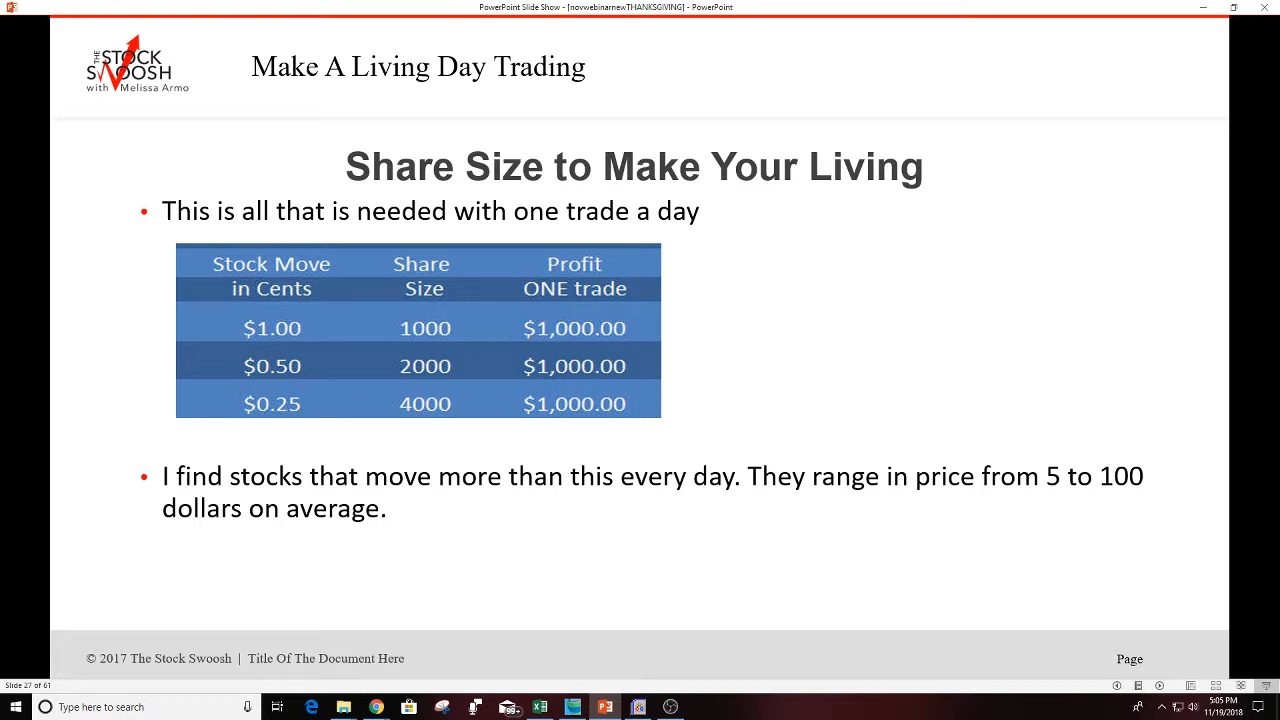 PowerPoint Slide Show - [novwebinarnewTHANKSGIVING] - PowerPoint
THE
STOCK
SWOOSH
with Melissa Armo
Make A Living Day Trading
Share Size to Make Your Living
• This is all that is needed with one trade a day
Stock Move Share Profit
in Cents Size ONE trade
$1.00 1000 $1,000.00
$0.50 2000 $1,000.00
$0.25 4000 $1,000.00
• I find stocks that move more than this every day. They range in price from 5 to 100
dollars on average.
© 2017 The Stock Swoosh | Title Of The Document Here
Page
Slide 27 of 61
Type here to search
99+
5:05 PM
11/19/2018